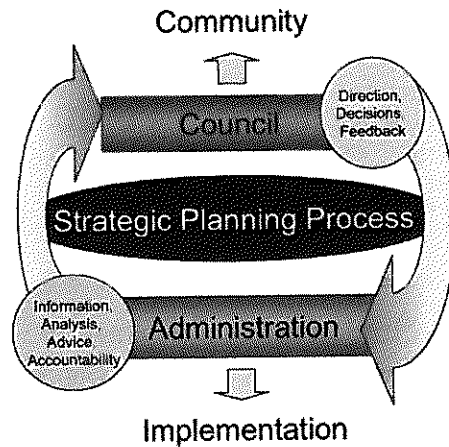 Community
Council
Direction,
Decisions,
Feedback
Strategic Planning Process
Information,
Analysis,
Advice
Accountability
Administration
Implementation